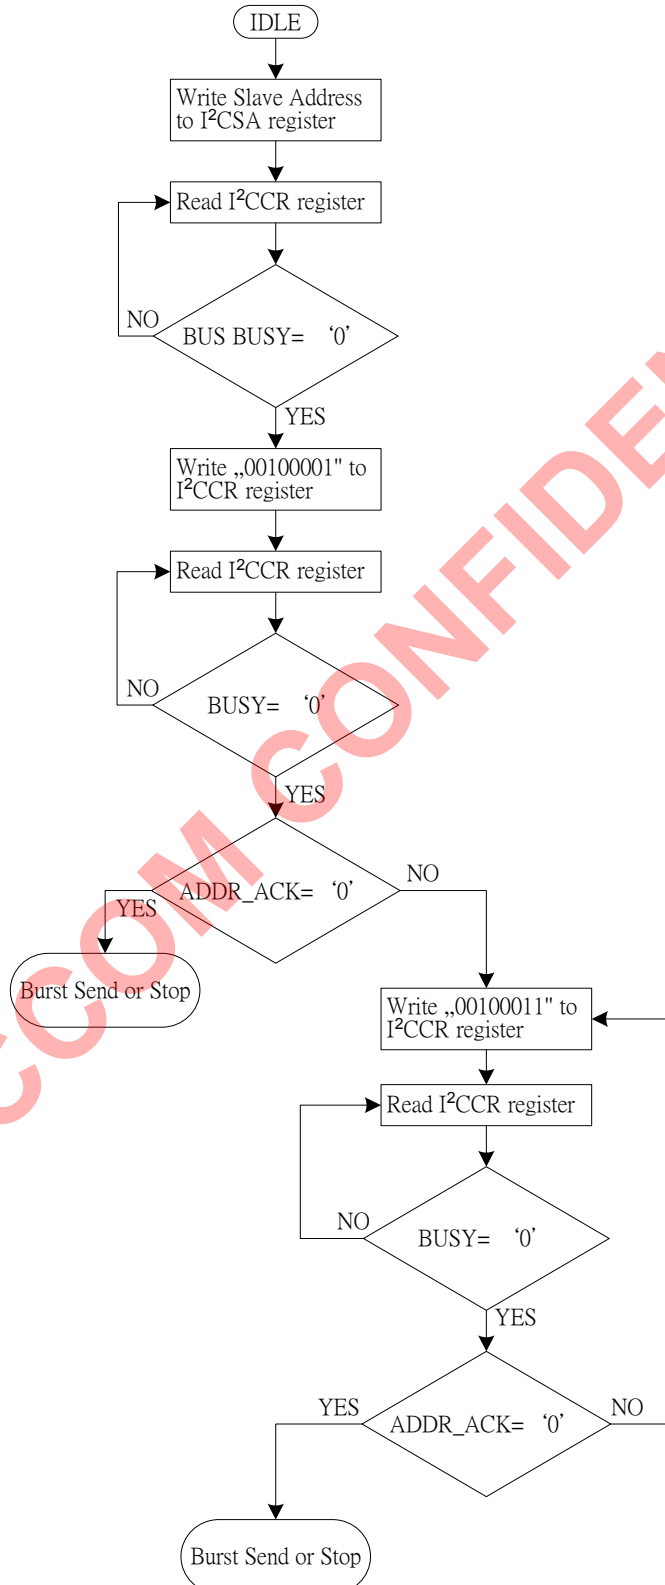 IDLE
Write Slave Address
to I²CSA register
Read I²CCR register
NO
BUS BUSY= ‘0’
YES
Write „00100001" to
I²CCR register
Read I²CCR register
NO
BUSY= ‘0’
YES
ADDR_ACK= ‘0’
NO
YES
Burst Send or Stop
Write „00100011" to
I²CCR register
Read I²CCR register
NO
BUSY= ‘0’
YES
YES
ADDR_ACK= ‘0’
NO
Burst Send or Stop
CCOM CONFIDEN